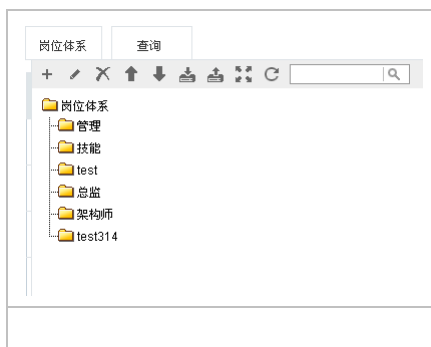 岗位体系 查询
岗位体系
管理
技能
test
总监
架构师
test314